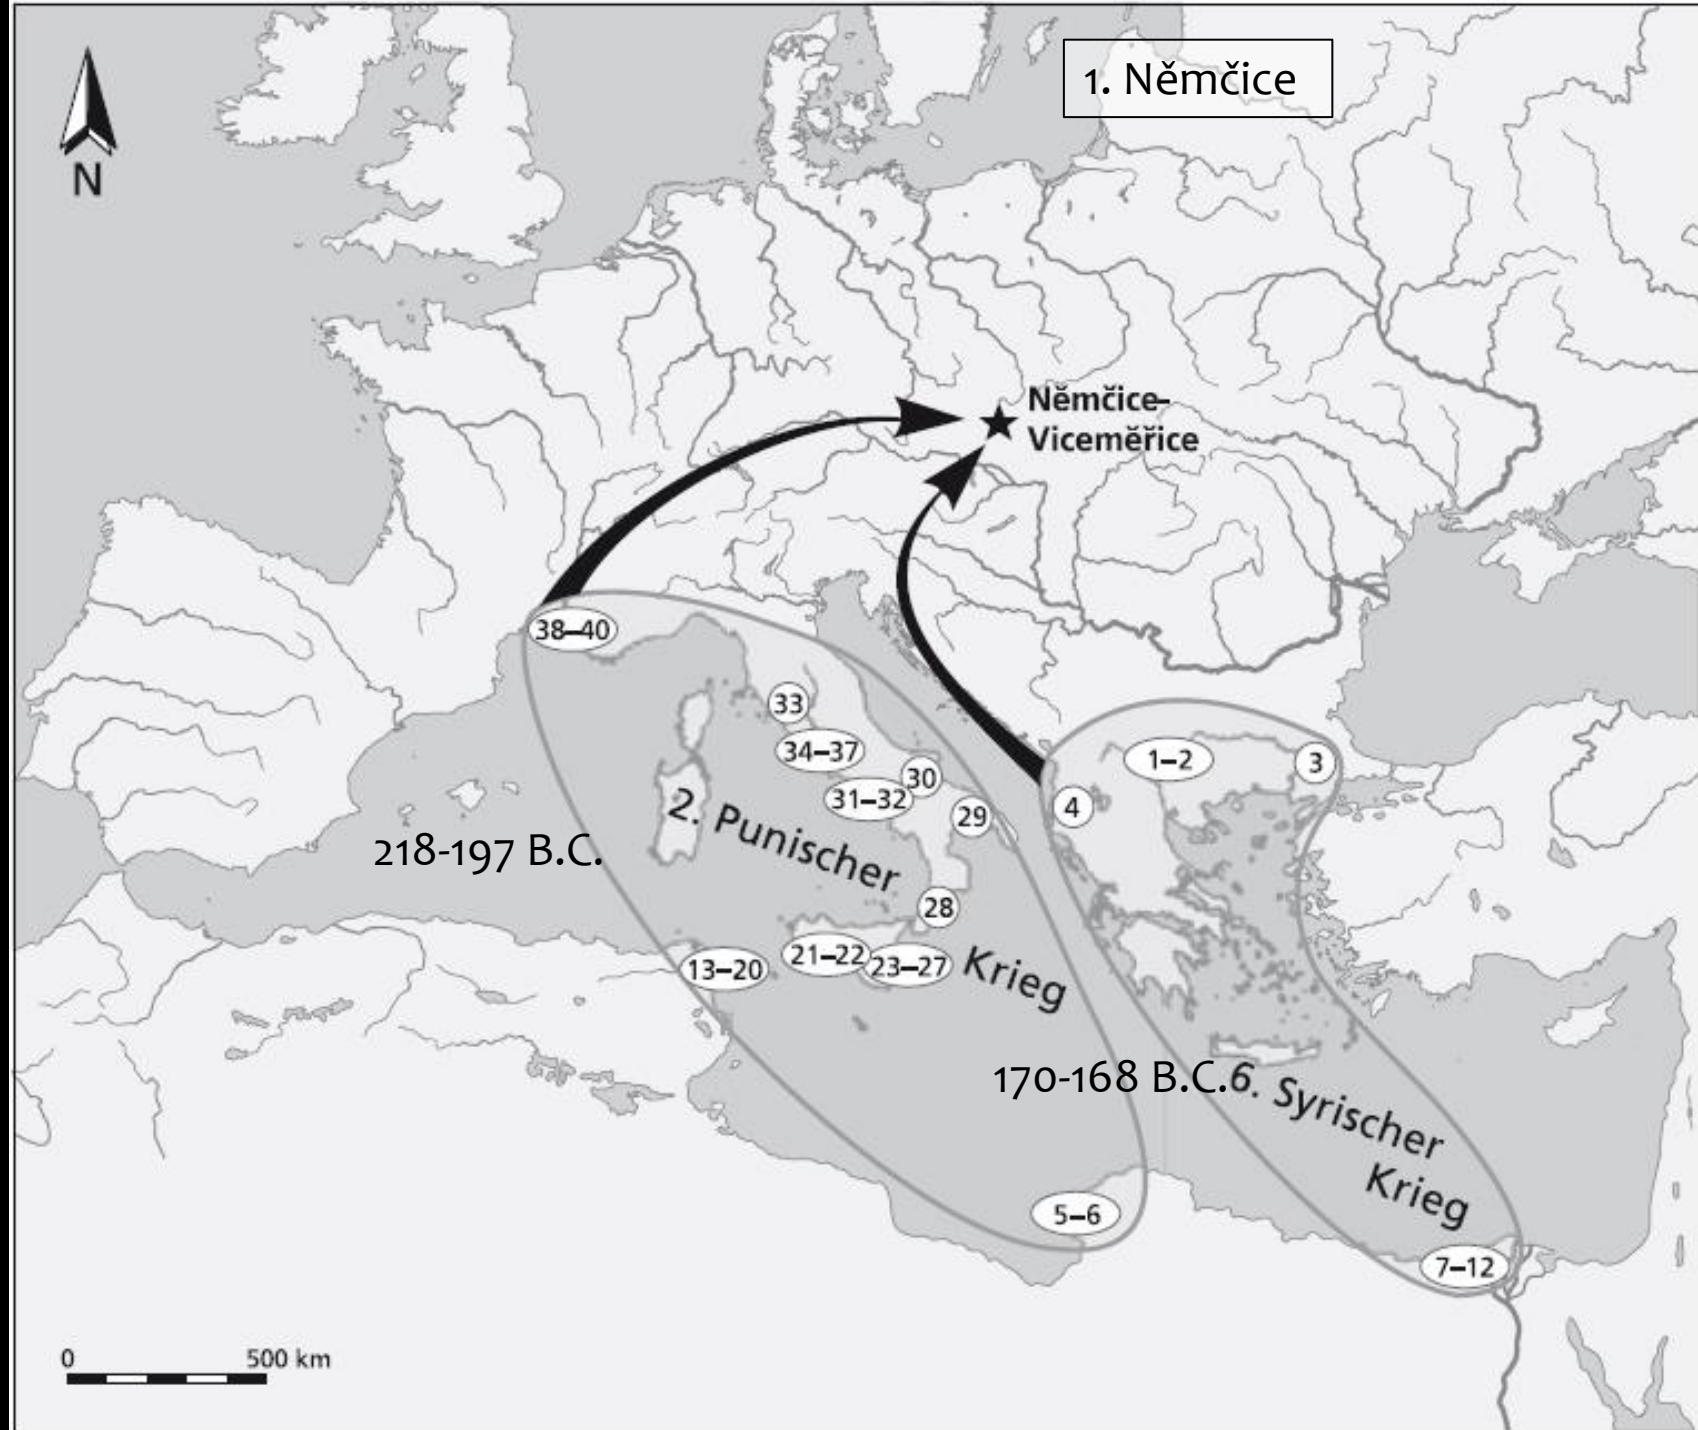 1. Němčice
N
Němčice-
Viceměřice
38–40
33
34–37
1–2
3
30
31–32
4
29
2. Punischer
218-197 B.C.
28
21–22
23–27
13–20
Krieg
170-168 B.C.
6. Syrischer
Krieg
5–6
7–12
0
500 km